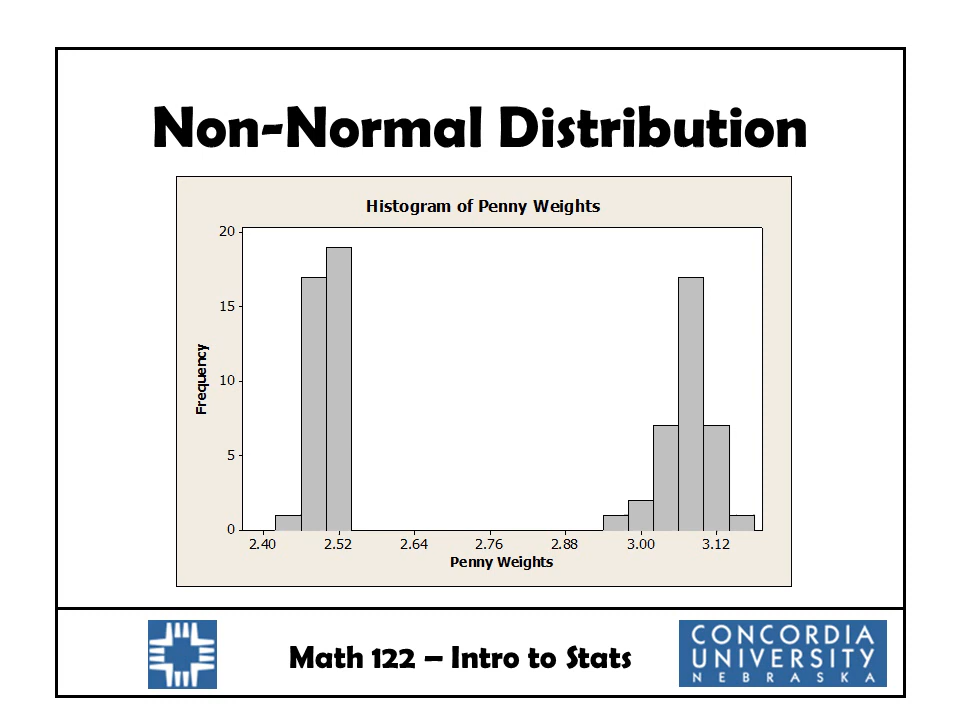 Non-Normal Distribution
Histogram of Penny Weights
20
15
10
5
0
Frequency
2.40 2.52 2.64 2.76 2.88 3.00 3.12
Penny Weights
Math 122 – Intro to Stats
CONCORDIA
UNIVERSITY
NEBRASKA